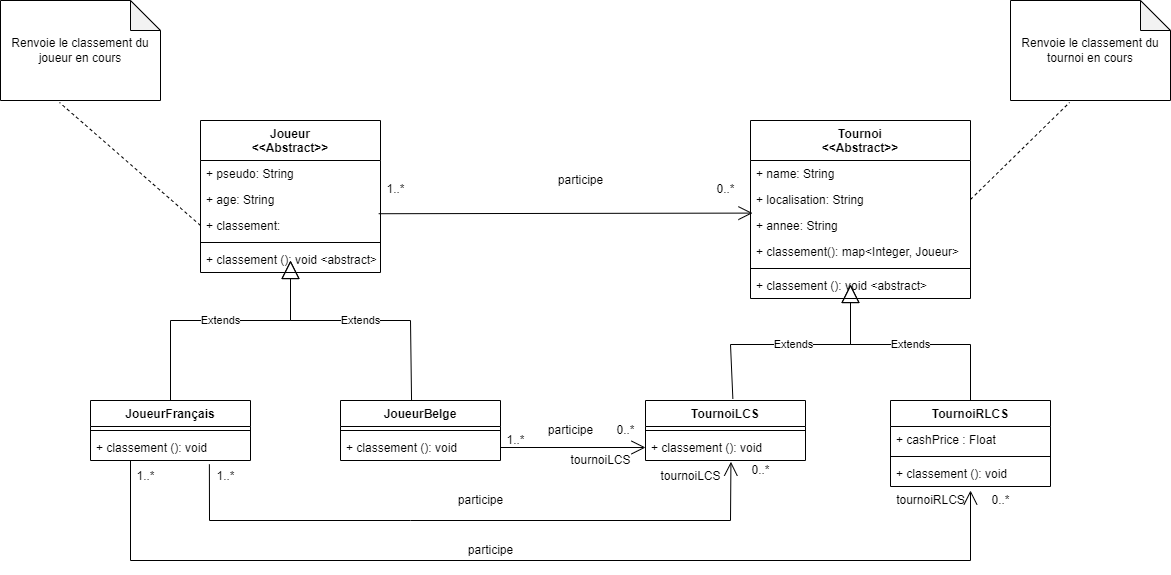 Renvoie le classement du
joueur en cours
Renvoie le classement du
tournoi en cours
Joueur
<<Abstract>>
+ pseudo: String
+ age: String
+ classement:
+ classement (): void <abstract>
1..*
participe
0..*
Tournoi
<<Abstract>>
+ name: String
+ localisation: String
+ annee: String
+ classement(): map<Integer, Joueur>
+ classement (): void <abstract>
Extends
Extends
Extends
Extends
JoueurFrançais
+ classement (): void
JoueurBelge
+ classement (): void
1..*
participe
0..*
tournoiLCS
TournoiLCS
+ classement (): void
TournoiRLCS
+ cashPrice : Float
+ classement (): void
1..*
1..*
tournoiLCS
0..*
tournoiRLCS
0..*
participe
participe